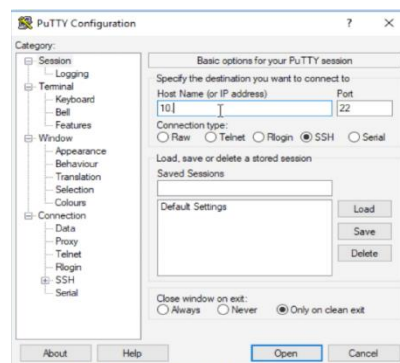 PuTTY Configuration ? ×
Category:
Session
Logging
Terminal
Keyboard
Bell
Features
Window
Appearance
Behaviour
Translation
Selection
Colours
Connection
Data
Proxy
Telnet
Rlogin
SSH
Serial
Basic options for your PuTTY session
Specify the destination you want to connect to
Host Name (or IP address) Port
10. 22
Connection type:
Raw Telnet Rlogin SSH Serial
Load, save or delete a stored session
Saved Sessions
Default Settings
Load
Save
Delete
Close window on exit:
Always Never Only on clean exit
About Help Open Cancel